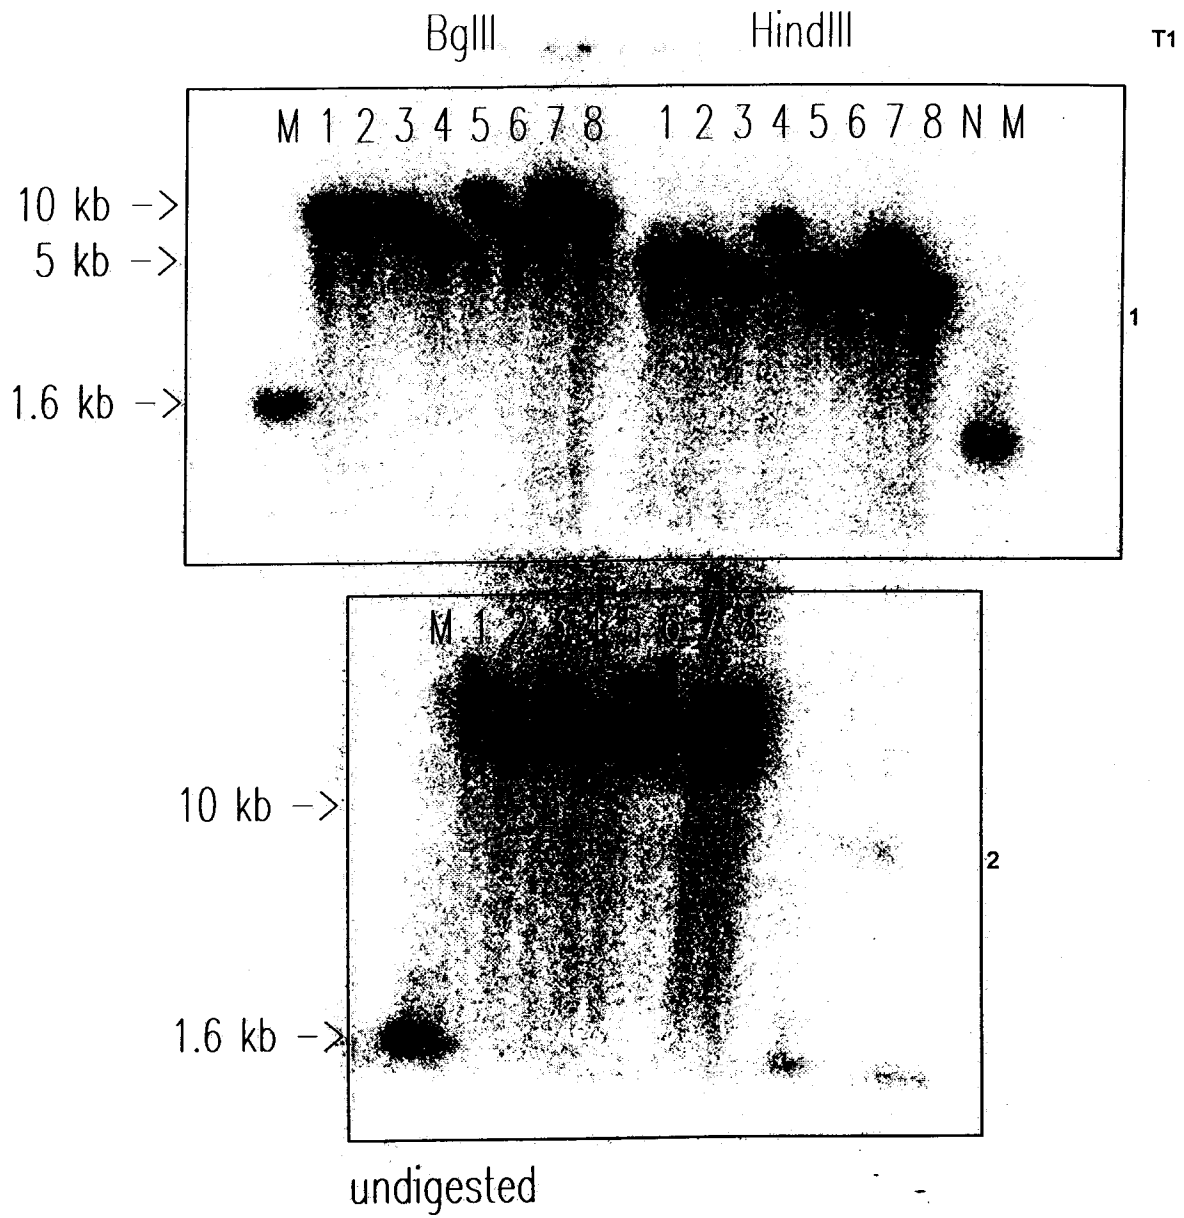 BglII HindIII T1
M 1 2 3 4 5 6 7 8 1 2 3 4 5 6 7 8 N M
10 kb ->
5 kb ->
1.6 kb ->
1
M 1 2 3 4 5 6 7 8
10 kb ->
2
1.6 kb ->
undigested